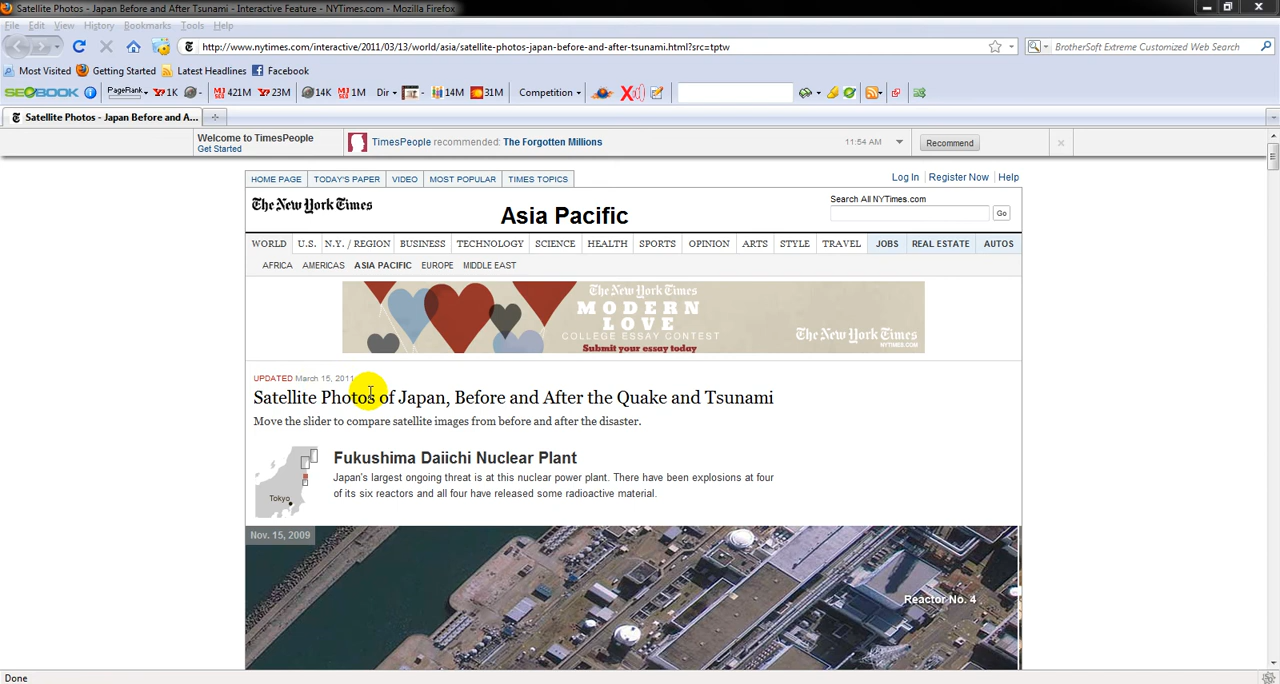 Satellite Photos - Japan Before and After Tsunami - Interactive Feature - NYTimes.com - Mozilla Firefox
File Edit View History Bookmarks Tools Help
http://www.nytimes.com/interactive/2011/03/13/world/asia/satellite-photos-japan-before-and-after-tsunami.html?src=tptw
BrotherSoft Extreme Customized Web Search
Most Visited Getting Started Latest Headlines Facebook
SEOBOOK PageRank 1K 421M 23M 14K 1M Dir 14M 31M Competition
Satellite Photos - Japan Before and A...
Welcome to TimesPeople
Get Started
TimesPeople recommended: The Forgotten Millions 11:54 AM Recommend
HOME PAGE TODAY'S PAPER VIDEO MOST POPULAR TIMES TOPICS
Log In Register Now Help
The New York Times
Asia Pacific
Search All NYTimes.com
Go
WORLD U.S. N.Y. / REGION BUSINESS TECHNOLOGY SCIENCE HEALTH SPORTS OPINION ARTS STYLE TRAVEL JOBS REAL ESTATE AUTOS
AFRICA AMERICAS ASIA PACIFIC EUROPE MIDDLE EAST
The New York Times
MODERN
LOVE
COLLEGE ESSAY CONTEST
Submit your essay today
The New York Times
NYTIMES.COM
UPDATED March 15, 2011
Satellite Photos of Japan, Before and After the Quake and Tsunami
Move the slider to compare satellite images from before and after the disaster.
Tokyo
Fukushima Daiichi Nuclear Plant
Japan's largest ongoing threat is at this nuclear power plant. There have been explosions at four
of its six reactors and all four have released some radioactive material.
Nov. 15, 2009
Reactor No. 4
Done